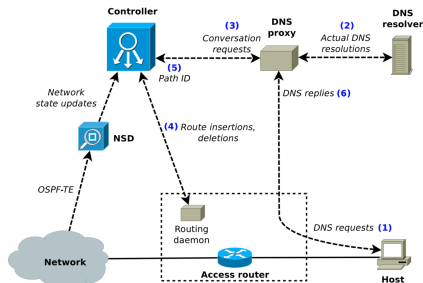 Controller
DNS
proxy
DNS
resolver
(3)
Conversation
requests
(2)
Actual DNS
resolutions
(5)
Path ID
DNS replies (6)
Network
state updates
NSD
(4) Route insertions,
deletions
OSPF-TE
Routing
daemon
DNS requests (1)
Network
Access router
Host